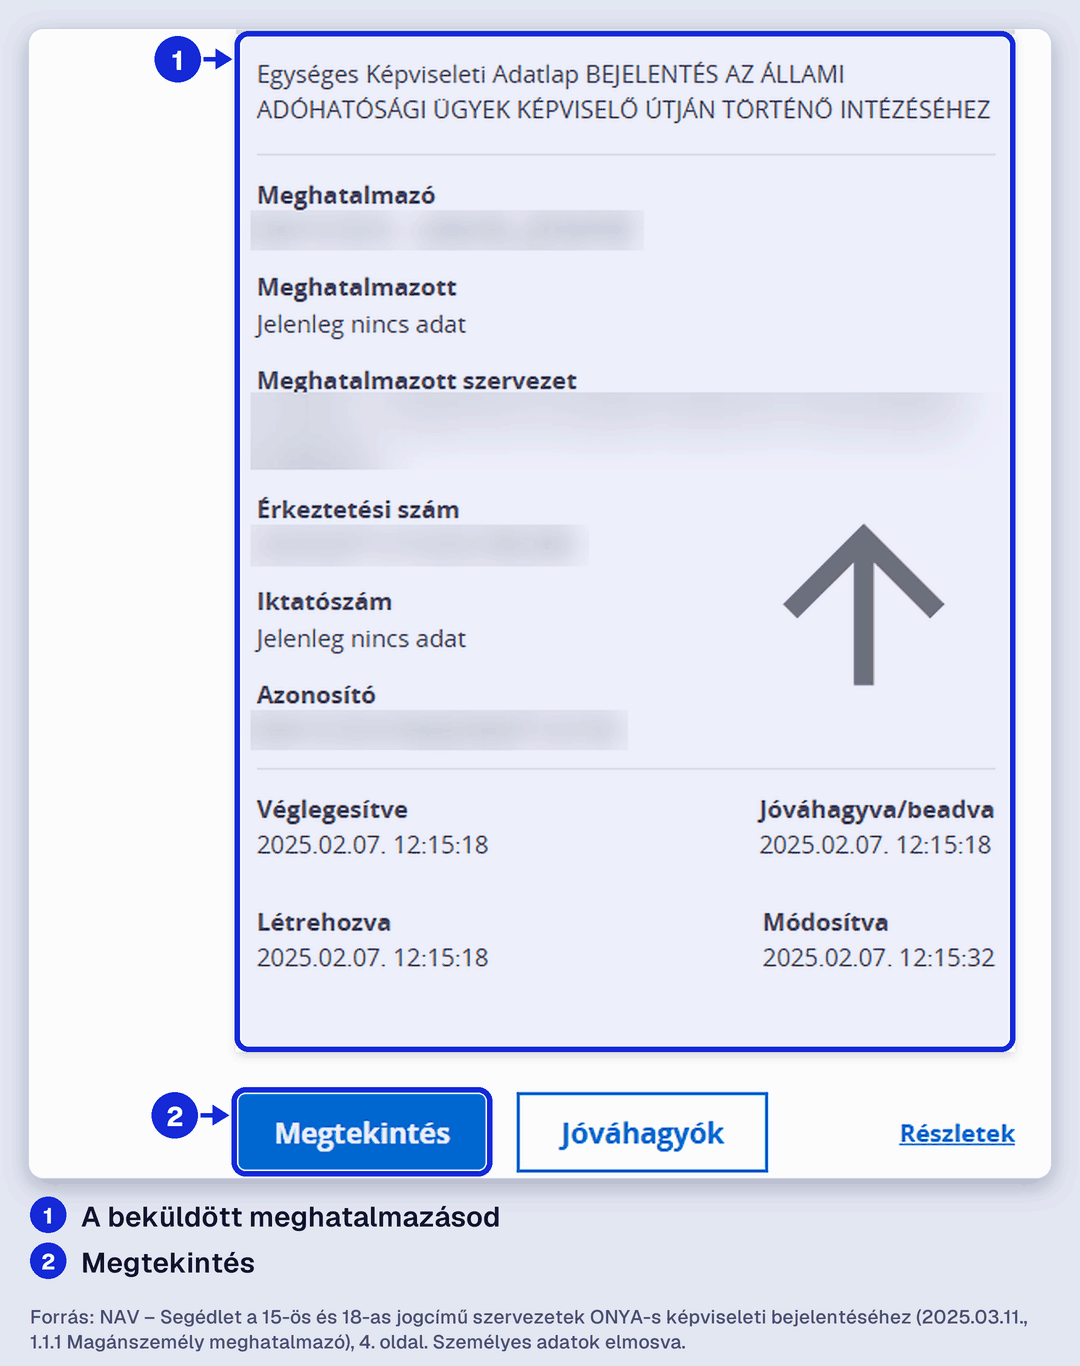 1
Egységes Képviseleti Adatlap BEJELENTÉS AZ ÁLLAMI
ADÓHATÓSÁGI ÜGYEK KÉPVISELŐ ÚTJÁN TÖRTÉNŐ INTÉZÉSÉHEZ
Meghatalmazó
Meghatalmazott
Jelenleg nincs adat
Meghatalmazott szervezet
Érkeztetési szám
Iktatószám
Jelenleg nincs adat
Azonosító
Véglegesítve Jóváhagyva/beadva
2025.02.07. 12:15:18 2025.02.07. 12:15:18
Létrehozva Módosítva
2025.02.07. 12:15:18 2025.02.07. 12:15:32
2 Megtekintés Jóváhagyók Részletek
1 A beküldött meghatalmazásod
2 Megtekintés
Forrás: NAV – Segédlet a 15-ös és 18-as jogcímű szervezetek ONYA-s képviseleti bejelentéséhez (2025.03.11.,
1.1.1 Magánszemély meghatalmazó), 4. oldal. Személyes adatok elmosva.